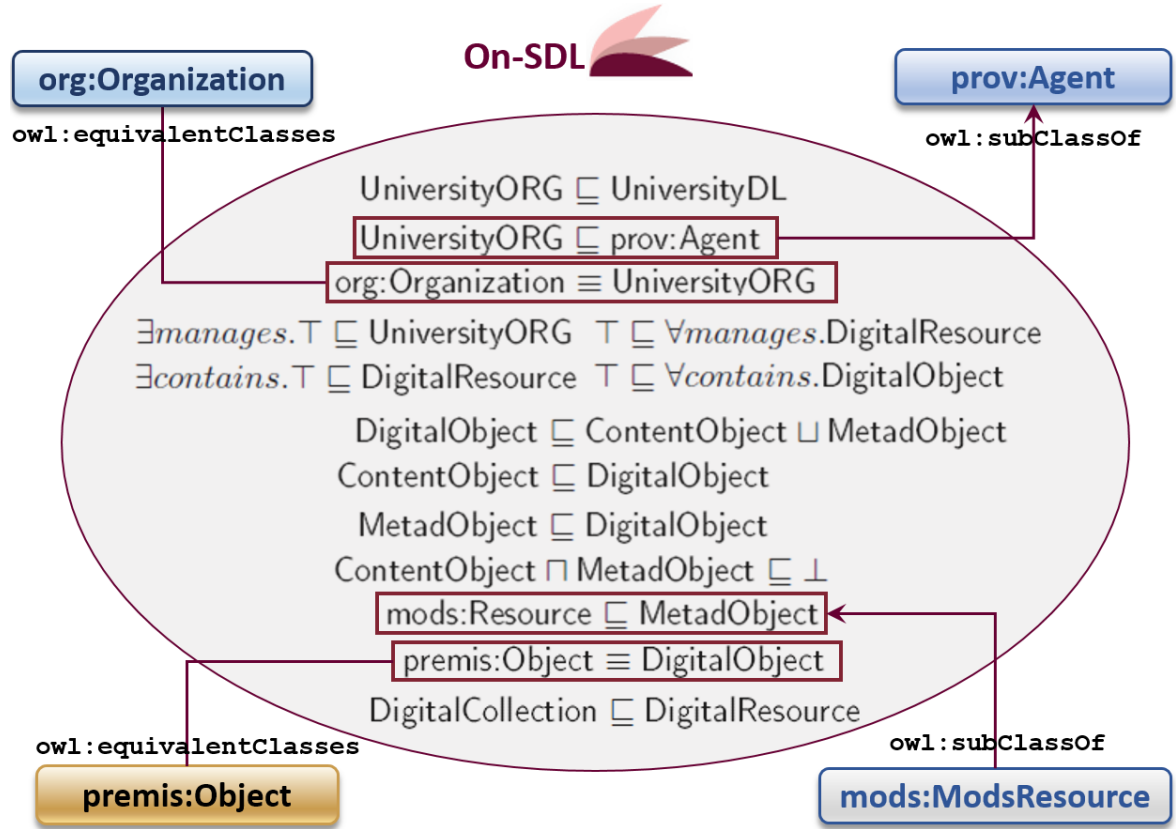 On-SDL
org:Organization
prov:Agent
owl:equivalentClasses
owl:subClassOf
UniversityORG ⊑ UniversityDL
UniversityORG ⊑ prov:Agent
org:Organization ≡ UniversityORG
∃manages.⊤ ⊑ UniversityORG ⊤ ⊑ ∀manages.DigitalResource
∃contains.⊤ ⊑ DigitalResource ⊤ ⊑ ∀contains.DigitalObject
DigitalObject ⊑ ContentObject ⊔ MetadObject
ContentObject ⊑ DigitalObject
MetadObject ⊑ DigitalObject
ContentObject ⊓ MetadObject ⊑ ⊥
mods:Resource ⊑ MetadObject
premis:Object ≡ DigitalObject
DigitalCollection ⊑ DigitalResource
owl:equivalentClasses
owl:subClassOf
premis:Object
mods:ModsResource